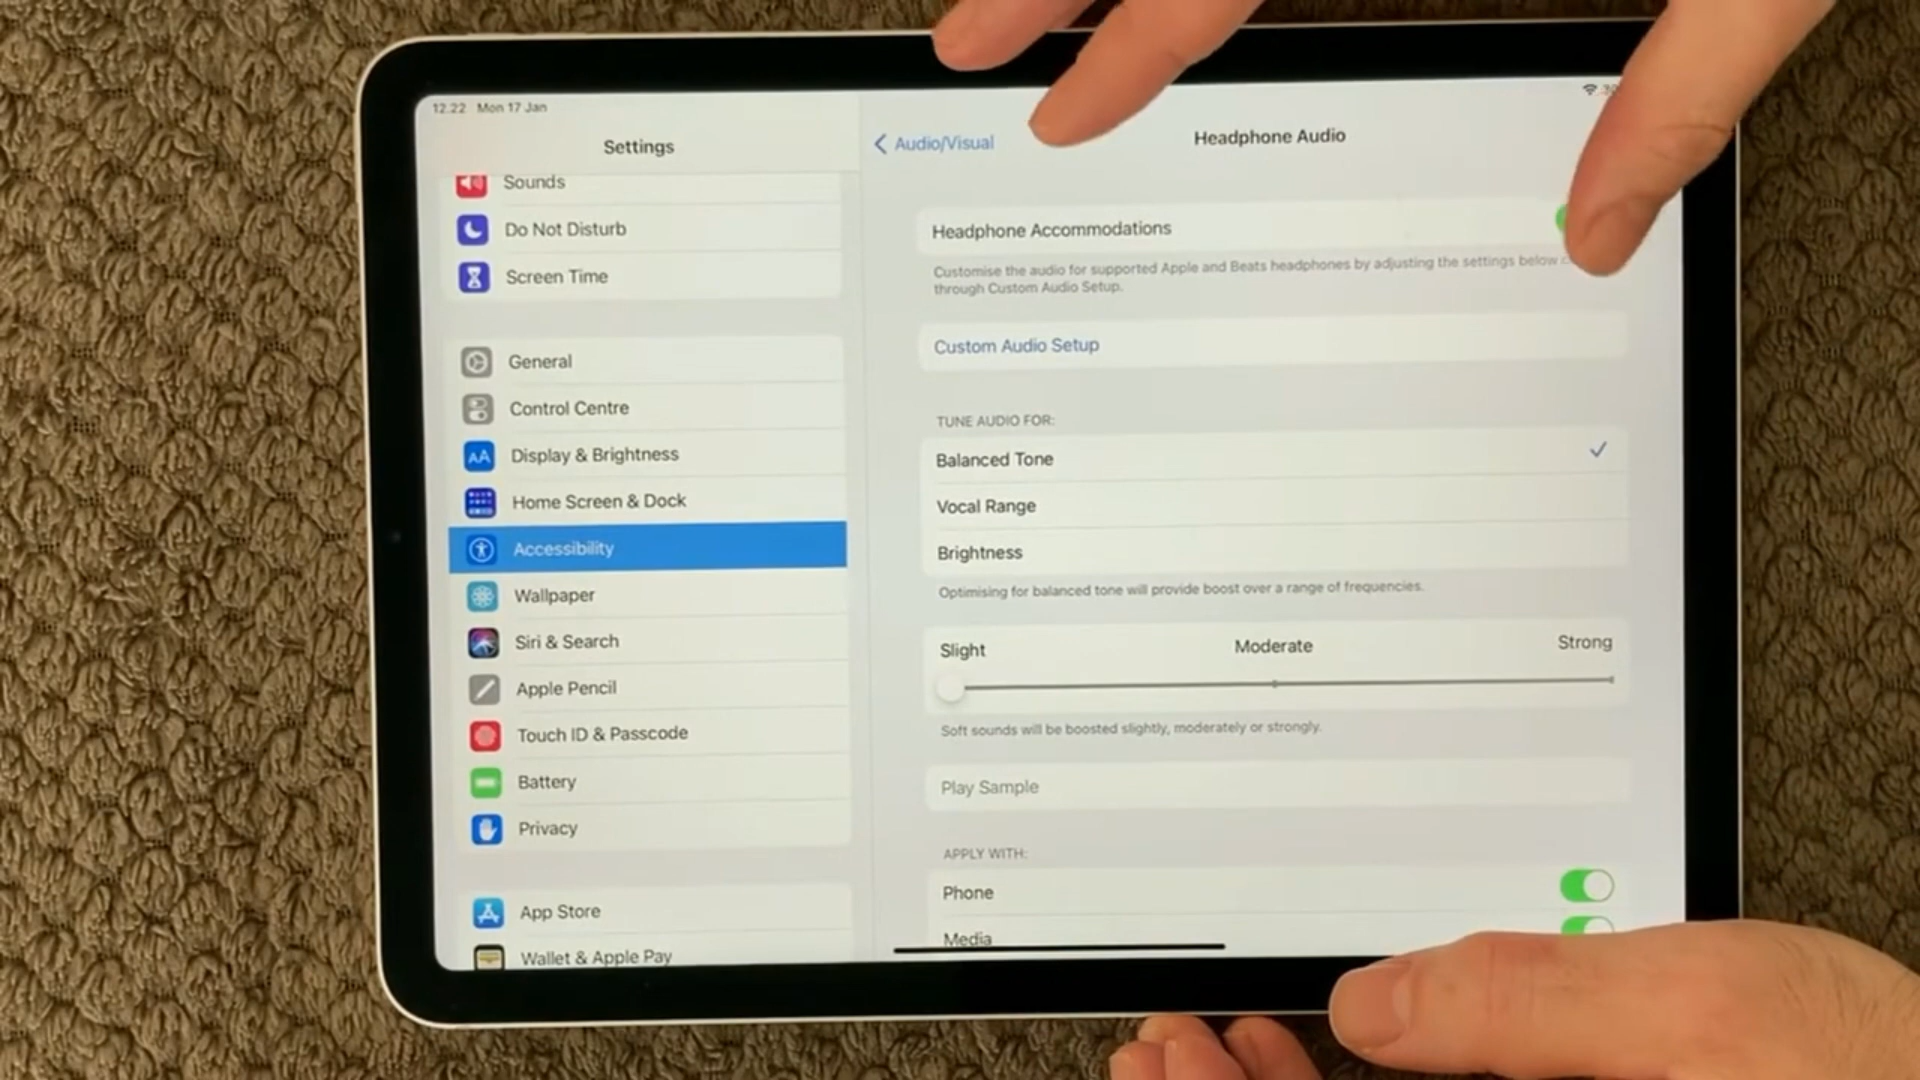 12.22 Mon 17 Jan
Settings
Sounds
Do Not Disturb
Screen Time
General
Control Centre
AA
Display & Brightness
Home Screen & Dock
Accessibility
Wallpaper
Siri & Search
Apple Pencil
Touch ID & Passcode
Battery
Privacy
App Store
Wallet & Apple Pay
Audio/Visual
Headphone Audio
Headphone Accommodations
Customise the audio for supported Apple and Beats headphones by adjusting the settings below
through Custom Audio Setup.
Custom Audio Setup
TUNE AUDIO FOR:
Balanced Tone
Vocal Range
Brightness
Optimising for balanced tone will provide boost over a range of frequencies.
Slight Moderate Strong
Soft sounds will be boosted slightly, moderately or strongly.
Play Sample
APPLY WITH:
Phone
Media